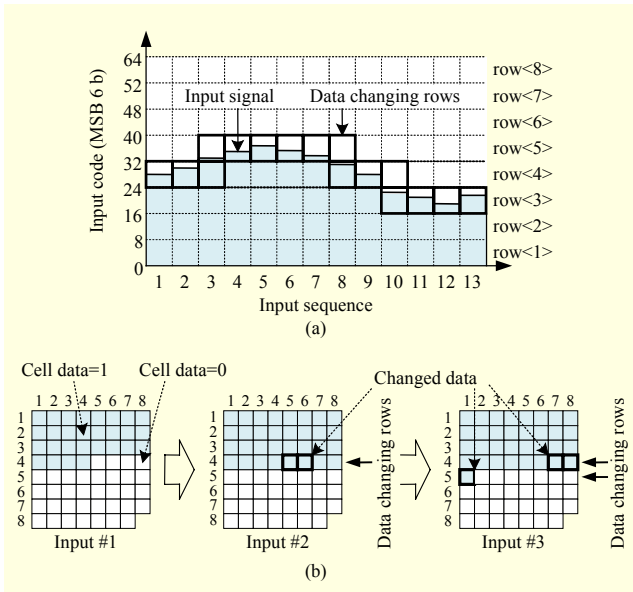 Input code (MSB 6 b)
64
52
48
40
32
24
16
8
0
Input signal
Data changing rows
row<8>
row<7>
row<6>
row<5>
row<4>
row<3>
row<2>
row<1>
1 2 3 4 5 6 7 8 9 10 11 12 13
Input sequence
(a)
Cell data=1
Cell data=0
Changed data
1 2 3 4 5 6 7 8
1
2
3
4
5
6
7
8
Input #1
1 2 3 4 5 6 7 8
1
2
3
4
5
6
7
8
Input #2
Data changing rows
1 2 3 4 5 6 7 8
1
2
3
4
5
6
7
8
Input #3
Data changing rows
(b)